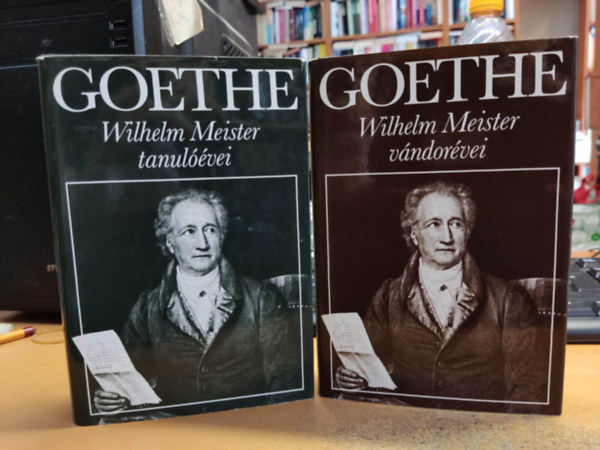 GOETHE
Wilhelm Meister
tanulóévei
GOETHE
Wilhelm Meister
vándorévei